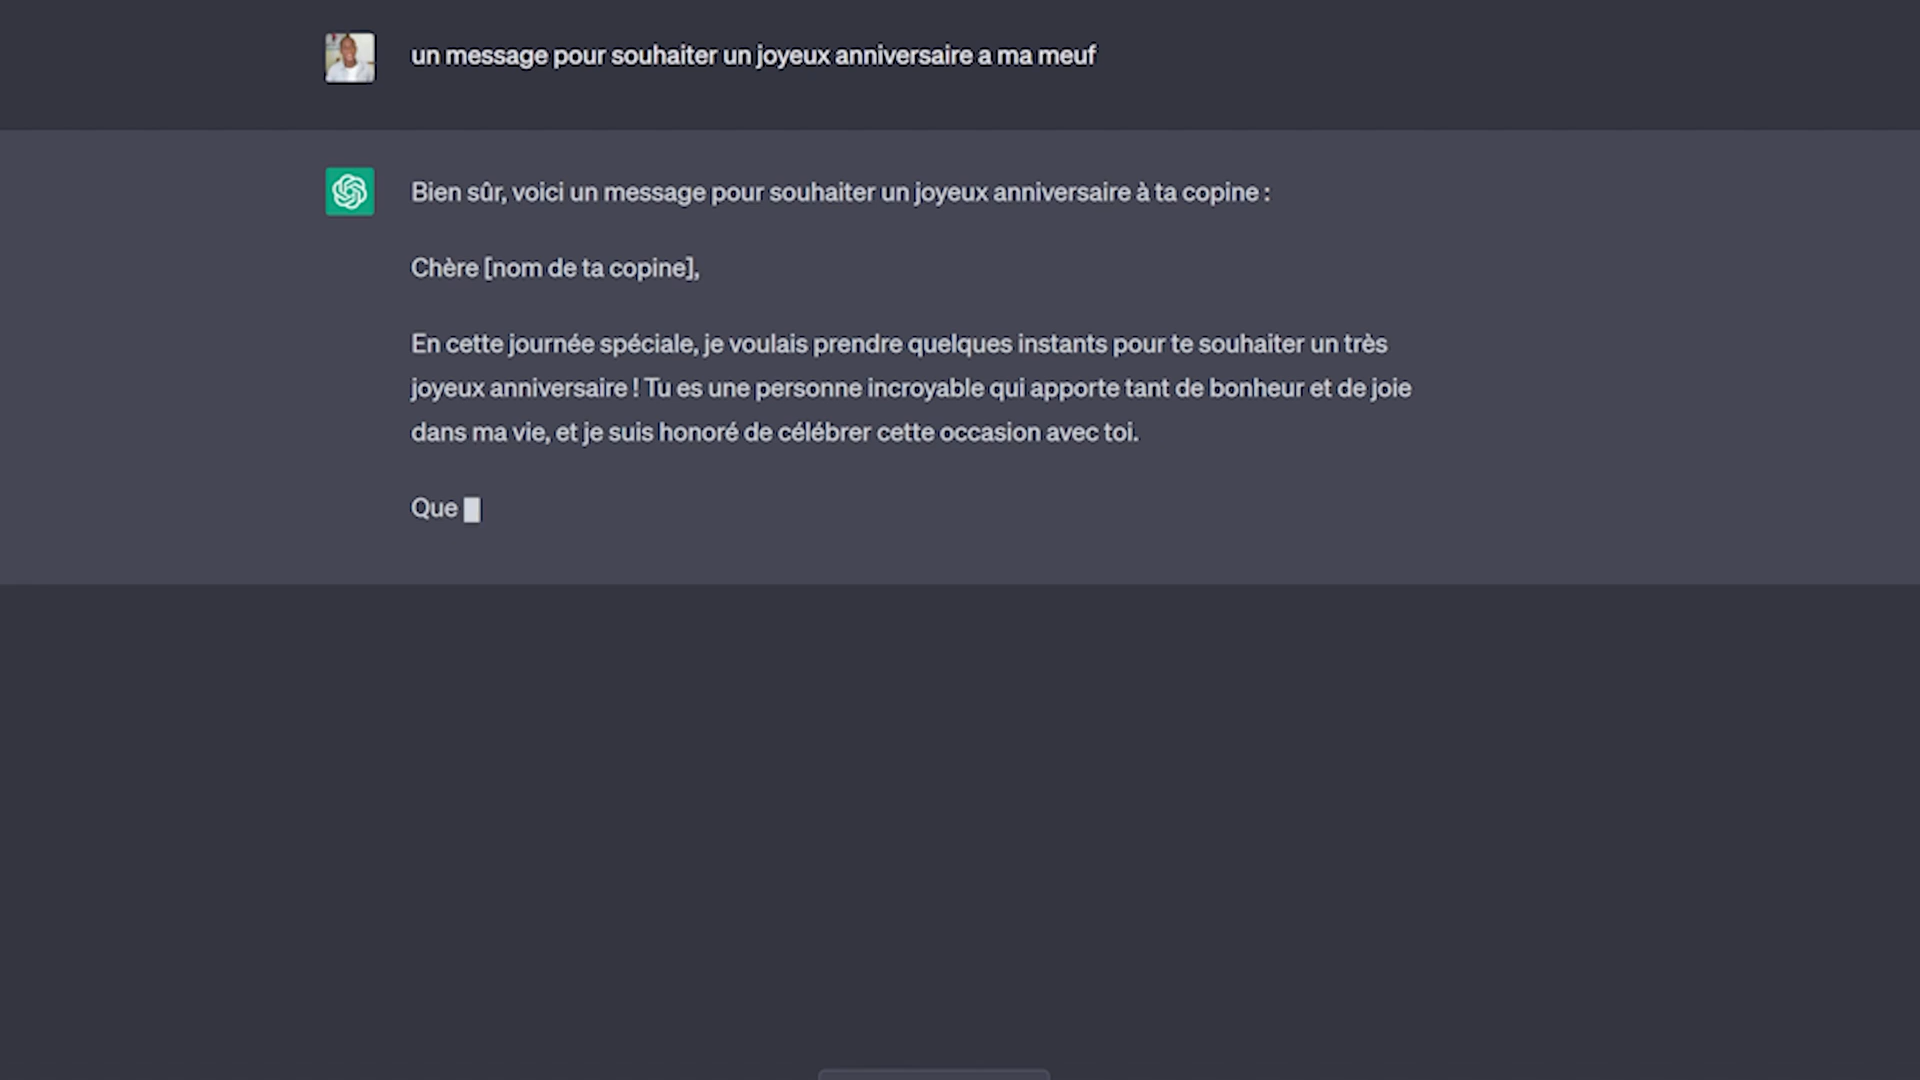 un message pour souhaiter un joyeux anniversaire a ma meuf
Bien sûr, voici un message pour souhaiter un joyeux anniversaire à ta copine :
Chère [nom de ta copine],
En cette journée spéciale, je voulais prendre quelques instants pour te souhaiter un très
joyeux anniversaire ! Tu es une personne incroyable qui apporte tant de bonheur et de joie
dans ma vie, et je suis honoré de célébrer cette occasion avec toi.
Que